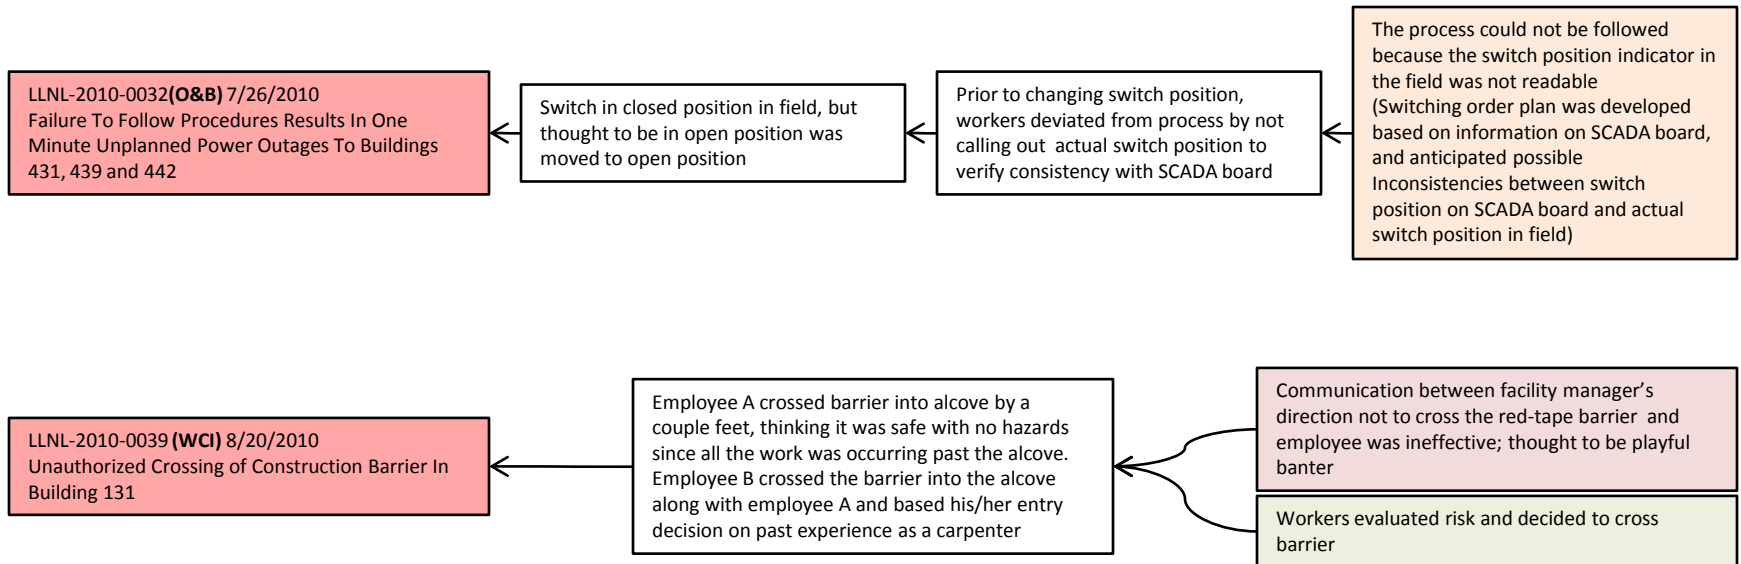 LLNL-2010-0032(O&B) 7/26/2010
Failure To Follow Procedures Results In One
Minute Unplanned Power Outages To Buildings
431, 439 and 442
Switch in closed position in field, but
thought to be in open position was
moved to open position
Prior to changing switch position,
workers deviated from process by not
calling out actual switch position to
verify consistency with SCADA board
The process could not be followed
because the switch position indicator in
the field was not readable
(Switching order plan was developed
based on information on SCADA board,
and anticipated possible
Inconsistencies between switch
position on SCADA board and actual
switch position in field)
LLNL-2010-0039 (WCI) 8/20/2010
Unauthorized Crossing of Construction Barrier In
Building 131
Employee A crossed barrier into alcove by a
couple feet, thinking it was safe with no hazards
since all the work was occurring past the alcove.
Employee B crossed the barrier into the alcove
along with employee A and based his/her entry
decision on past experience as a carpenter
Communication between facility manager’s
direction not to cross the red-tape barrier and
employee was ineffective; thought to be playful
banter
Workers evaluated risk and decided to cross
barrier